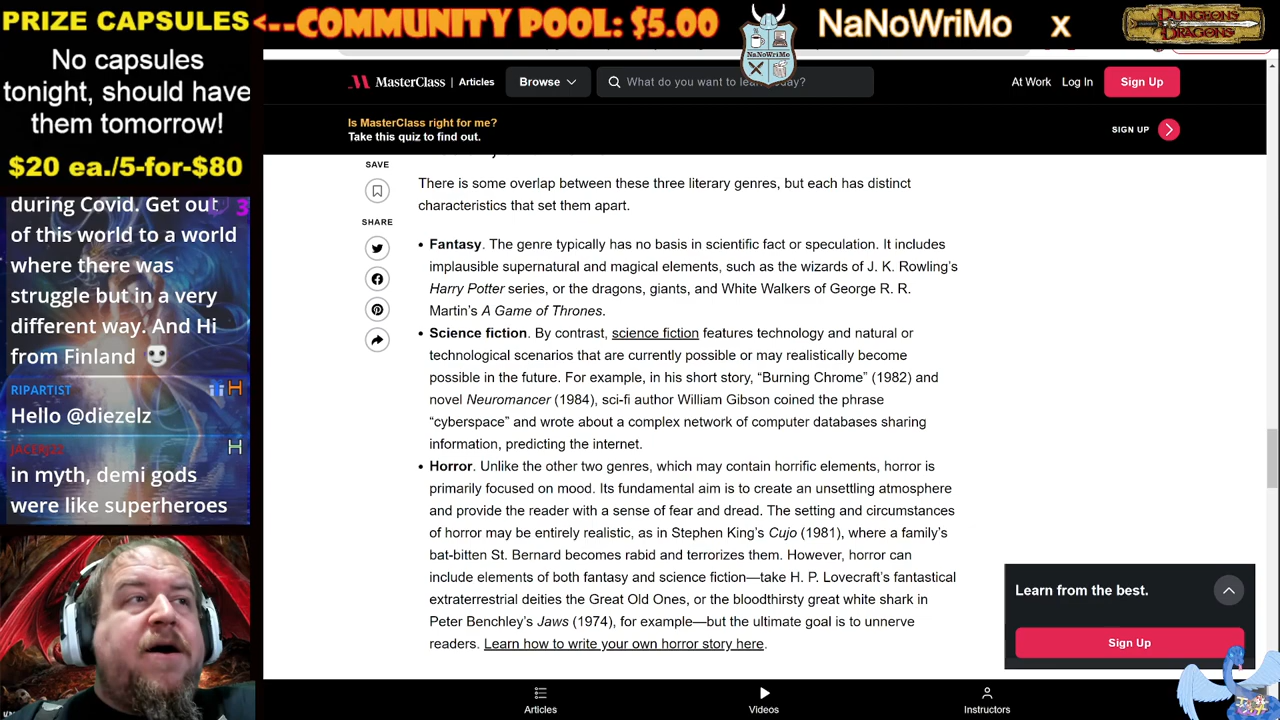 PRIZE CAPSULES
No capsules
tonight, should have
them tomorrow!
$20 ea./5-for-$80
<--COMMUNITY POOL: $5.00
NaNoWriMo
NaNoWriMo
x
DUNGEONS & DRAGONS
during Covid. Get out
of this world to a world
where there was
struggle but in a very
different way. And Hi
from Finland
3
RIPARTIST
Hello @diezelz
in myth, demi gods
were like superheroes
MasterClass | Articles
Browse
What do you want to learn today?
At Work
Log In
Sign Up
Is MasterClass right for me?
Take this quiz to find out.
SIGN UP
SAVE
SHARE
There is some overlap between these three literary genres, but each has distinct
characteristics that set them apart.
• Fantasy. The genre typically has no basis in scientific fact or speculation. It includes
implausible supernatural and magical elements, such as the wizards of J. K. Rowling’s
Harry Potter series, or the dragons, giants, and White Walkers of George R. R.
Martin’s A Game of Thrones.
• Science fiction. By contrast, science fiction features technology and natural or
technological scenarios that are currently possible or may realistically become
possible in the future. For example, in his short story, “Burning Chrome” (1982) and
novel Neuromancer (1984), sci-fi author William Gibson coined the phrase
“cyberspace” and wrote about a complex network of computer databases sharing
information, predicting the internet.
• Horror. Unlike the other two genres, which may contain horrific elements, horror is
primarily focused on mood. Its fundamental aim is to create an unsettling atmosphere
and provide the reader with a sense of fear and dread. The setting and circumstances
of horror may be entirely realistic, as in Stephen King’s Cujo (1981), where a family’s
bat-bitten St. Bernard becomes rabid and terrorizes them. However, horror can
include elements of both fantasy and science fiction—take H. P. Lovecraft’s fantastical
extraterrestrial deities the Great Old Ones, or the bloodthirsty great white shark in
Peter Benchley’s Jaws (1974), for example—but the ultimate goal is to unnerve
readers. Learn how to write your own horror story here.
Learn from the best.
Sign Up
Articles
Videos
Instructors